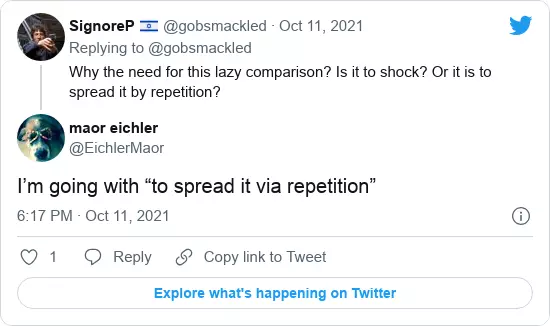 SignoreP 🇮🇱 @gobsmackled · Oct 11, 2021
Replying to @gobsmackled
Why the need for this lazy comparison? Is it to shock? Or it is to
spread it by repetition?
maor eichler
@EichlerMaor
I’m going with “to spread it via repetition”
6:17 PM · Oct 11, 2021
1 Reply Copy link to Tweet
Explore what's happening on Twitter